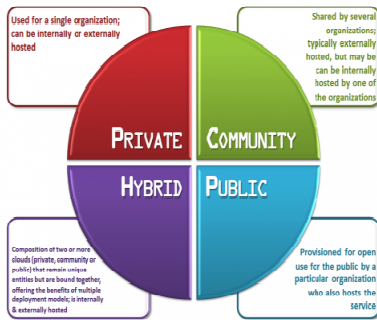 Used for a single organization;
can be internally or externally
hosted
Shared by several
organizations;
typically externally
hosted, but may be
can be internally
hosted by one of
the organizations
PRIVATE
COMMUNITY
HYBRID
PUBLIC
Composition of two or more
clouds (private, community or
public) that remain unique
entities but are bound together,
offering the benefits of multiple
deployment models; is internally
& externally hosted
Provisioned for open
use for the public by a
particular organization
who also hosts the
service